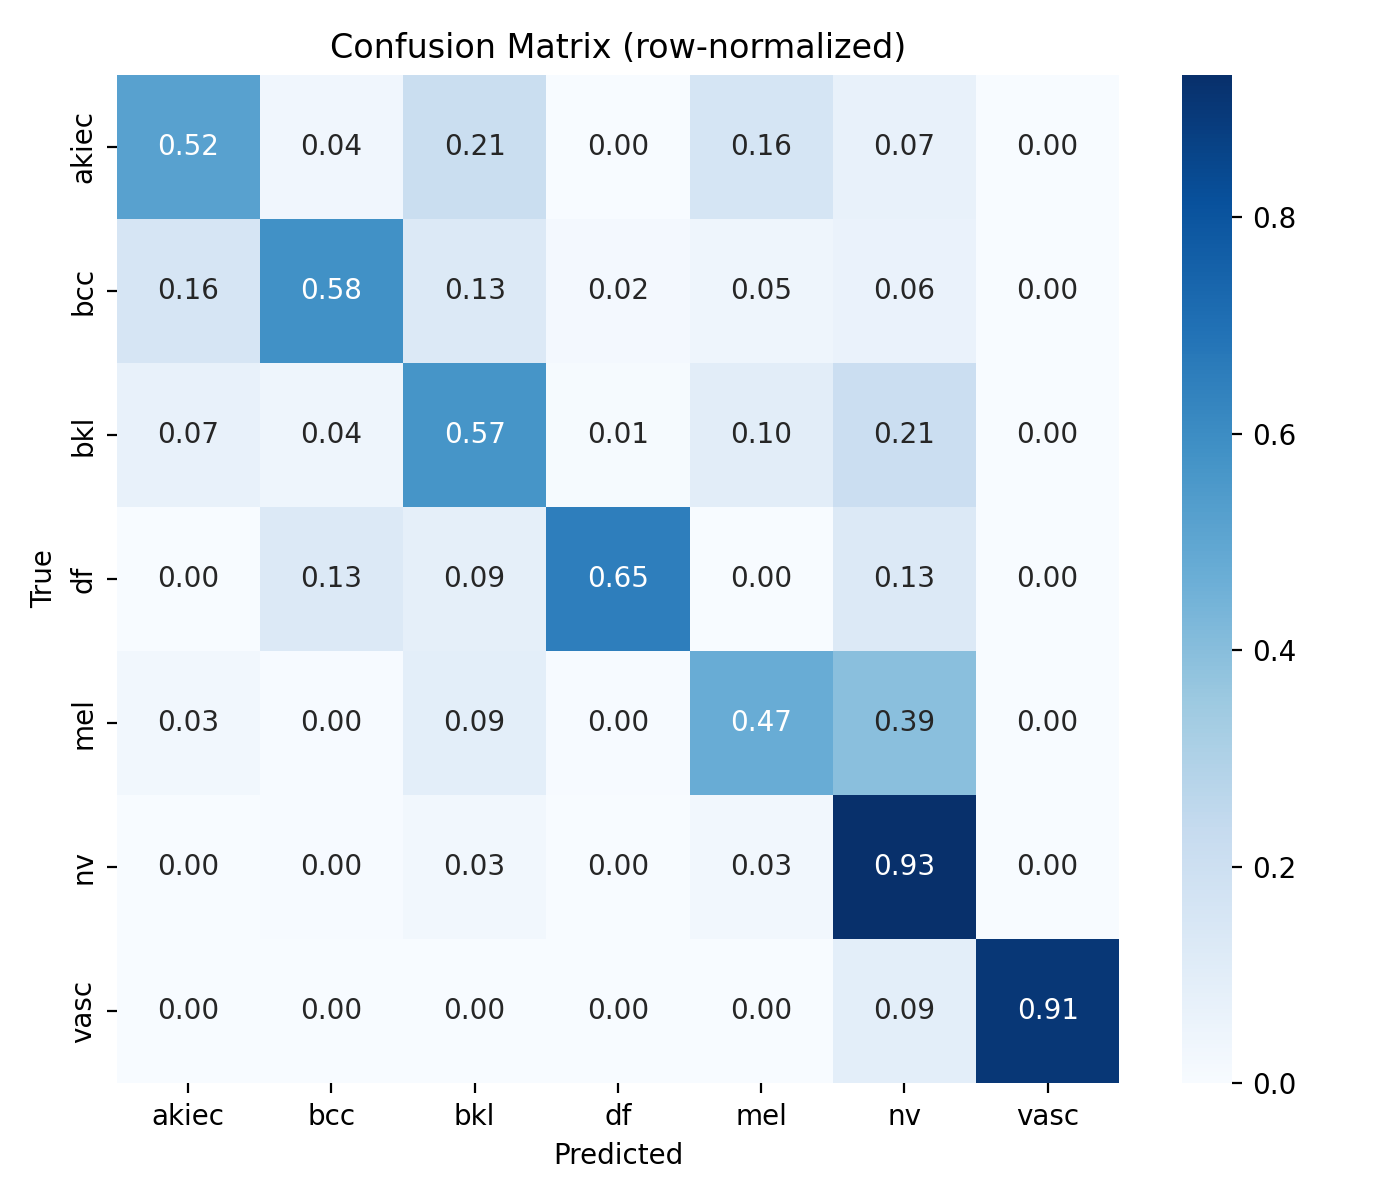 Confusion Matrix (row-normalized)
True
akiec 0.52 0.04 0.21 0.00 0.16 0.07 0.00
bcc 0.16 0.58 0.13 0.02 0.05 0.06 0.00
bkl 0.07 0.04 0.57 0.01 0.10 0.21 0.00
df 0.00 0.13 0.09 0.65 0.00 0.13 0.00
mel 0.03 0.00 0.09 0.00 0.47 0.39 0.00
nv 0.00 0.00 0.03 0.00 0.03 0.93 0.00
vasc 0.00 0.00 0.00 0.00 0.00 0.09 0.91
akiec bcc bkl df mel nv vasc
Predicted
0.8
0.6
0.4
0.2
0.0